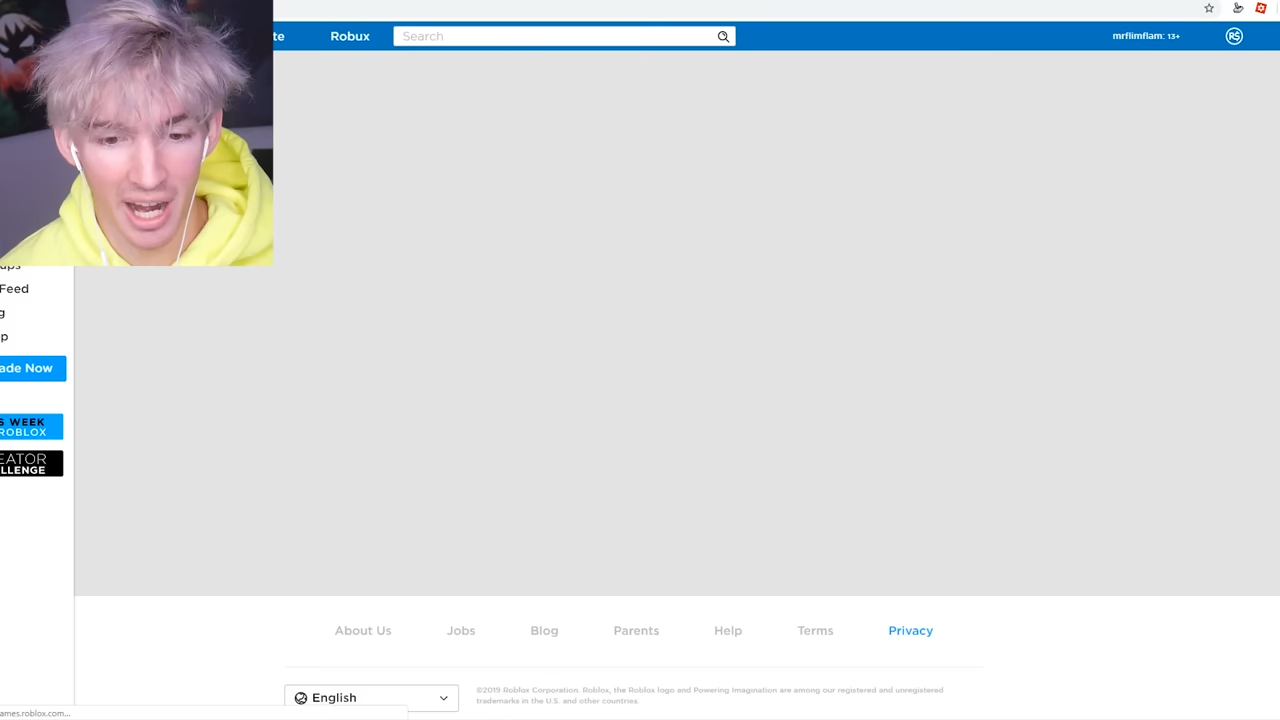 te
Robux
Search
mrflimflam: 13+
ups
Feed
g
p
ade Now
S WEEK
ROBLOX
EATOR
LLENGE
About Us
Jobs
Blog
Parents
Help
Terms
Privacy
English
©2019 Roblox Corporation. Roblox, the Roblox logo and Powering Imagination are among our registered and unregistered
trademarks in the U.S. and other countries.
ames.roblox.com...